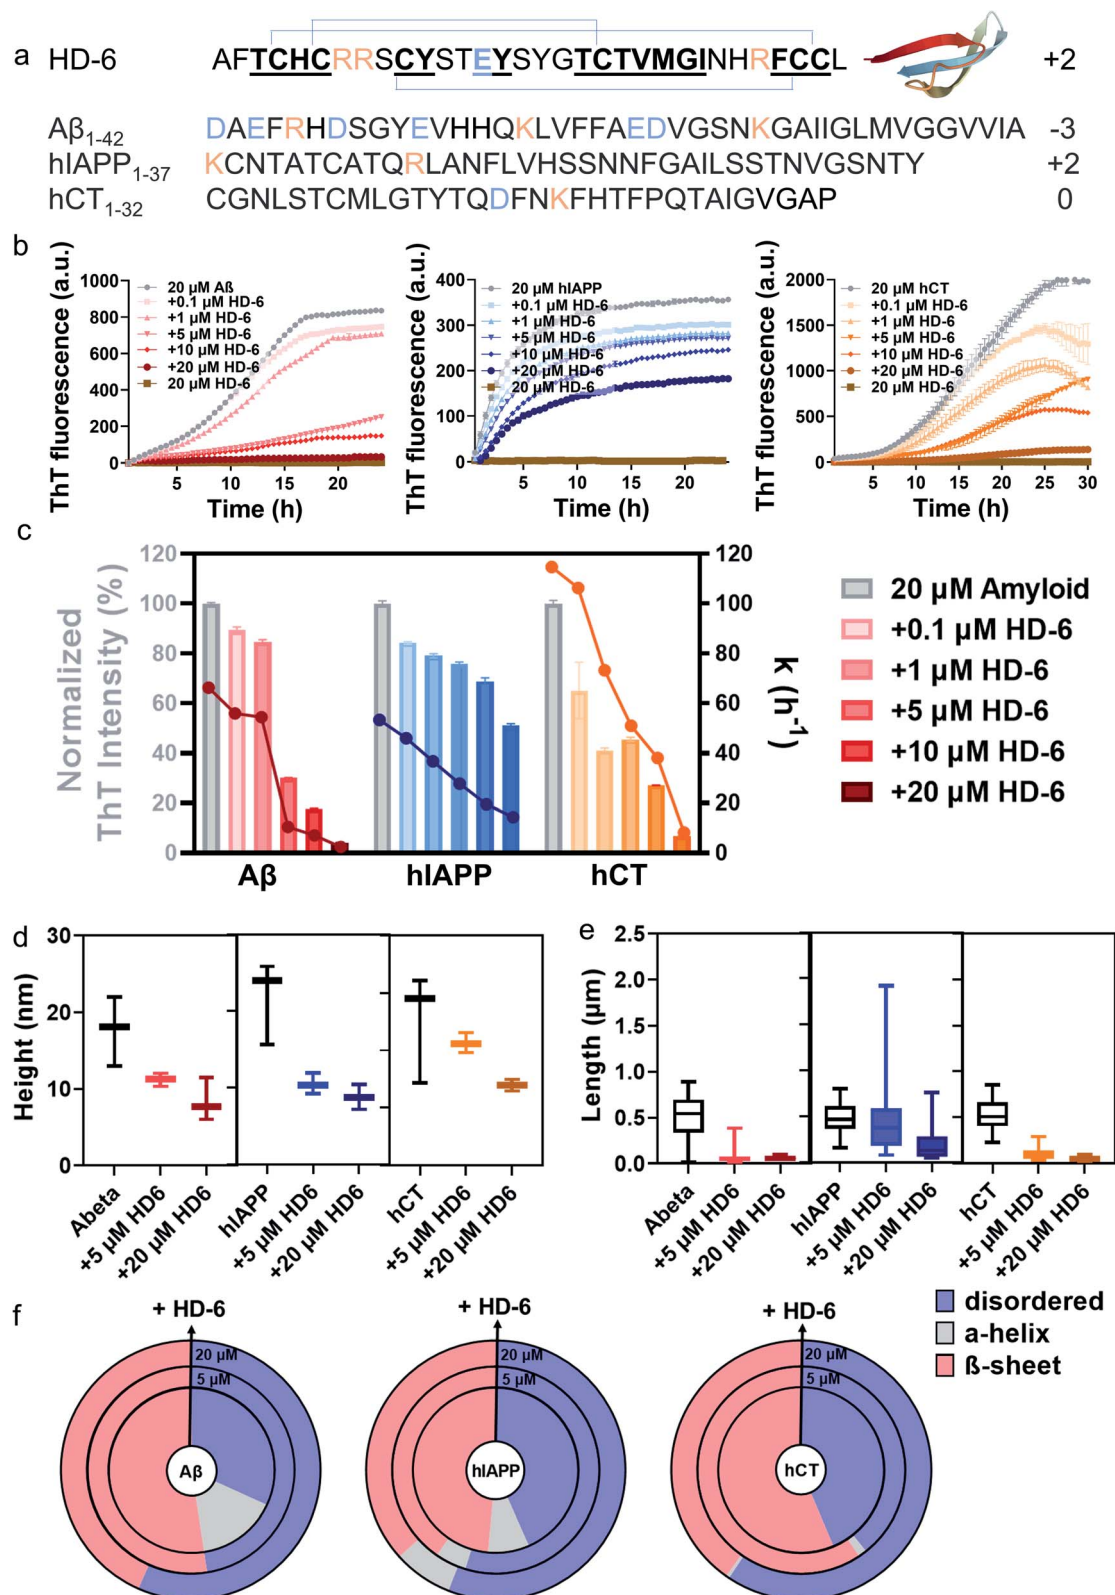 a HD-6 AFTCHCRRSCYSTEYSYGTCTVMGINHRFCCL +2
Aβ1-42 DAEFRHDSGYEVHHQKLVFFAEDVGSNKGAIIGLMVGGVVIA -3
hIAPP1-37 KCNTATCATQRLANFLVHSSNNFGAILSSTNVGSNTY +2
hCT1-32 CGNLSTCMLGTYTQDFNKFHTFPQTAIGVGAP 0
b
ThT fluorescence (a.u.)
1000
800
600
400
200
0
20 µM Aß
+0.1 µM HD-6
+1 µM HD-6
+5 µM HD-6
+10 µM HD-6
+20 µM HD-6
20 µM HD-6
5 10 15 20
Time (h)
ThT fluorescence (a.u.)
400
300
200
100
0
20 µM hIAPP
+0.1 µM HD-6
+1 µM HD-6
+5 µM HD-6
+10 µM HD-6
+20 µM HD-6
20 µM HD-6
5 10 15 20
Time (h)
ThT fluorescence (a.u.)
2000
1500
1000
500
0
20 µM hCT
+0.1 µM HD-6
+1 µM HD-6
+5 µM HD-6
+10 µM HD-6
+20 µM HD-6
20 µM HD-6
5 10 15 20 25 30
Time (h)
c
Normalized
ThT Intensity (%)
120
100
80
60
40
20
0
120
100
80
60
40
20
0
k (h-1)
Aβ hIAPP hCT
20 µM Amyloid
+0.1 µM HD-6
+1 µM HD-6
+5 µM HD-6
+10 µM HD-6
+20 µM HD-6
d
Height (nm)
30
20
10
0
Abeta
+5 µM HD6
+20 µM HD6
hIAPP
+5 µM HD6
+20 µM HD6
hCT
+5 µM HD6
+20 µM HD6
e
Length (µm)
2.5
2.0
1.5
1.0
0.5
0.0
Abeta
+5 µM HD6
+20 µM HD6
hIAPP
+5 µM HD6
+20 µM HD6
hCT
+5 µM HD6
+20 µM HD6
f
+ HD-6
20 µM
5 µM
Aβ
+ HD-6
20 µM
5 µM
hIAPP
+ HD-6
20 µM
5 µM
hCT
disordered
a-helix
ß-sheet